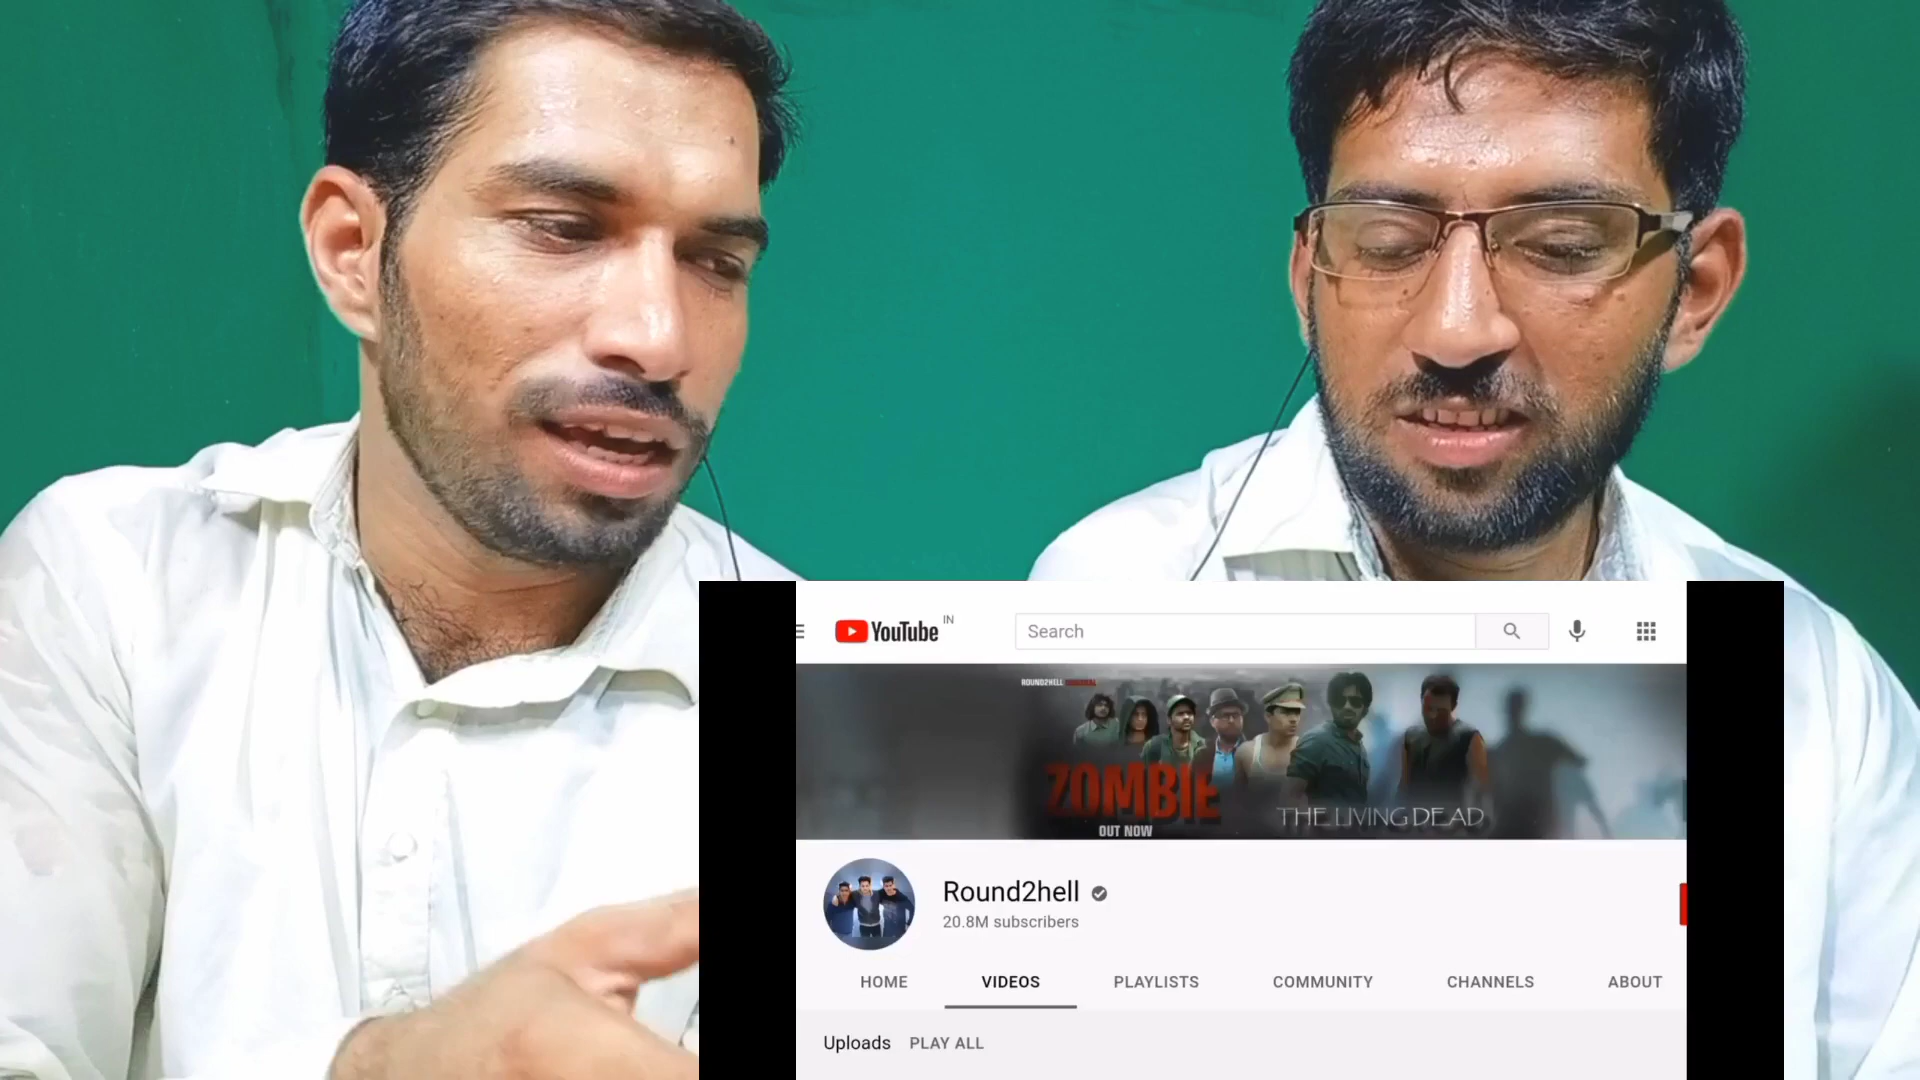 YouTube IN
Search
ROUND2HELL
ZOMBIE
OUT NOW
THE LIVING DEAD
Round2hell
20.8M subscribers
HOME VIDEOS PLAYLISTS COMMUNITY CHANNELS ABOUT
Uploads PLAY ALL